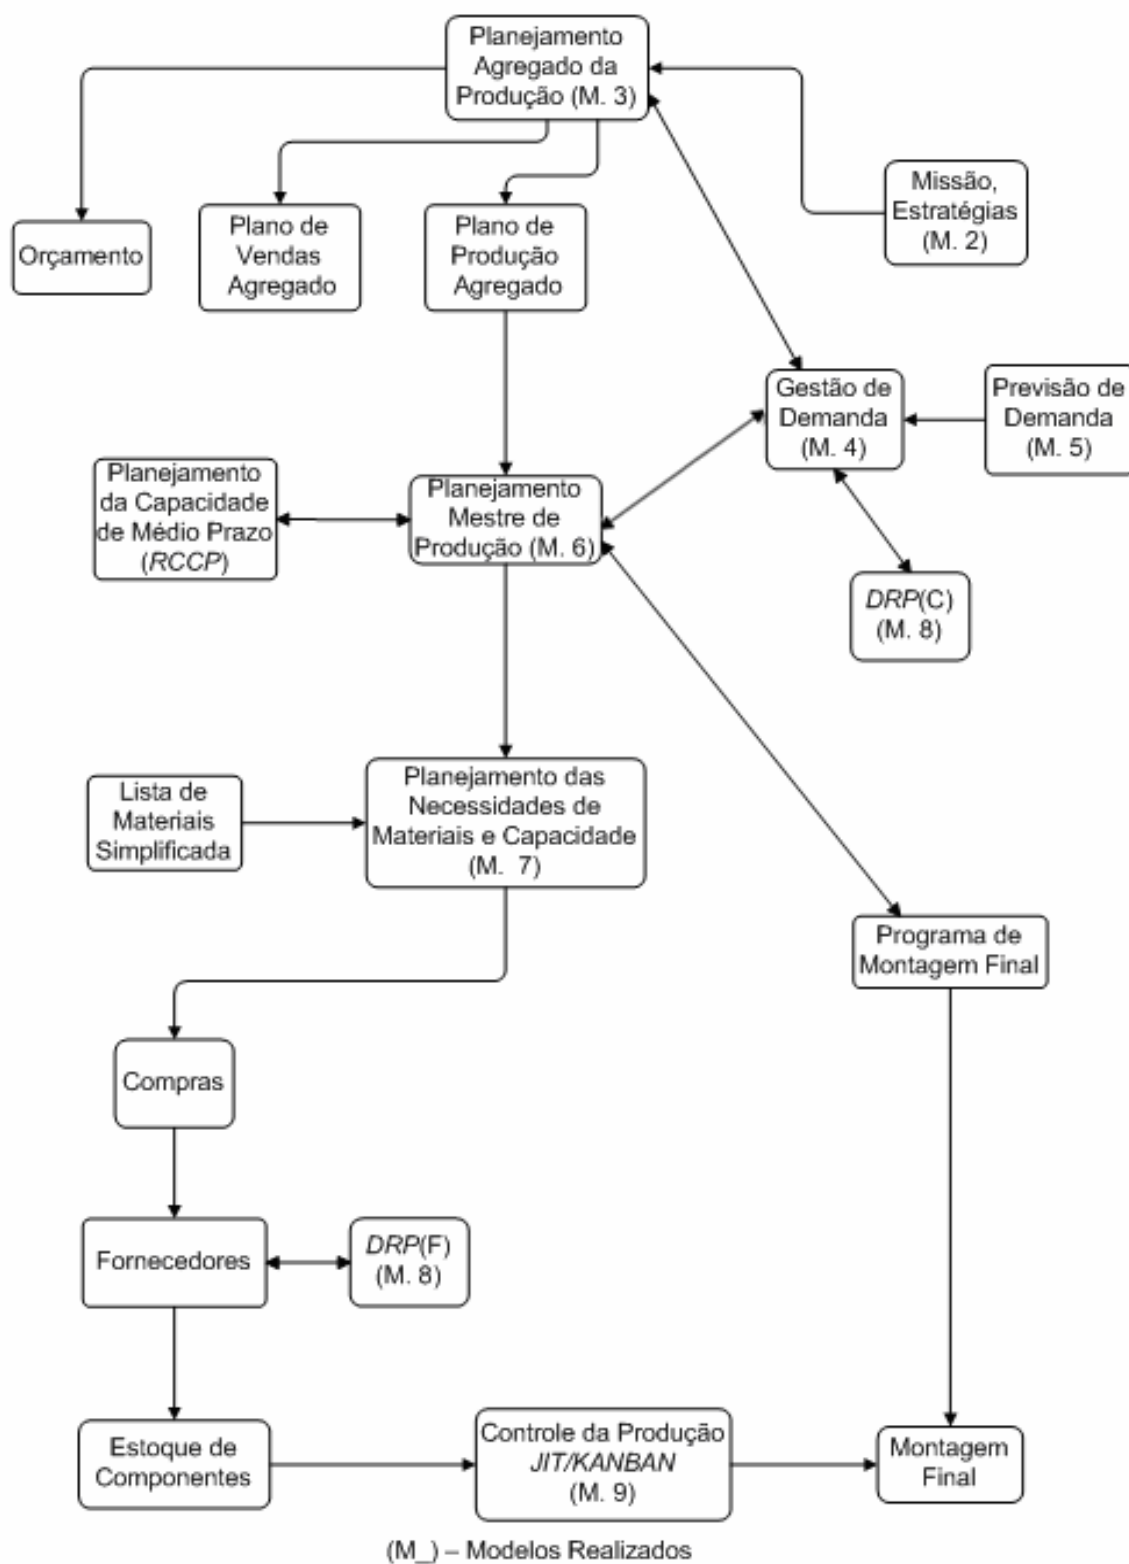 Planejamento
Agregado da
Produção (M. 3)
Missão,
Estratégias
(M. 2)
Orçamento
Plano de
Vendas
Agregado
Plano de
Produção
Agregado
Gestão de
Demanda
(M. 4)
Previsão de
Demanda
(M. 5)
Planejamento
da Capacidade
de Médio Prazo
(RCCP)
Planejamento
Mestre de
Produção (M. 6)
DRP(C)
(M. 8)
Lista de
Materiais
Simplificada
Planejamento das
Necessidades de
Materiais e Capacidade
(M. 7)
Programa de
Montagem Final
Compras
Fornecedores
DRP(F)
(M. 8)
Estoque de
Componentes
Controle da Produção
JIT/KANBAN
(M. 9)
Montagem
Final
(M_) – Modelos Realizados